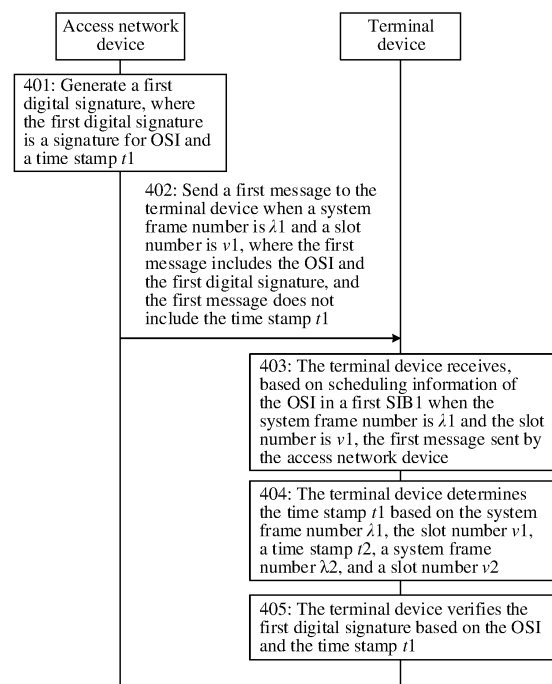 Access network
device
Terminal
device
401: Generate a first
digital signature, where
the first digital signature
is a signature for OSI and
a time stamp t1
402: Send a first message to the
terminal device when a system
frame number is λ1 and a slot
number is v1, where the first
message includes the OSI and
the first digital signature, and
the first message does not
include the time stamp t1
403: The terminal device receives,
based on scheduling information of
the OSI in a first SIB1 when the
system frame number is λ1 and the slot
number is v1, the first message sent by
the access network device
404: The terminal device determines
the time stamp t1 based on the system
frame number λ1, the slot number v1,
a time stamp t2, a system frame
number λ2, and a slot number v2
405: The terminal device verifies the
first digital signature based on the OSI
and the time stamp t1